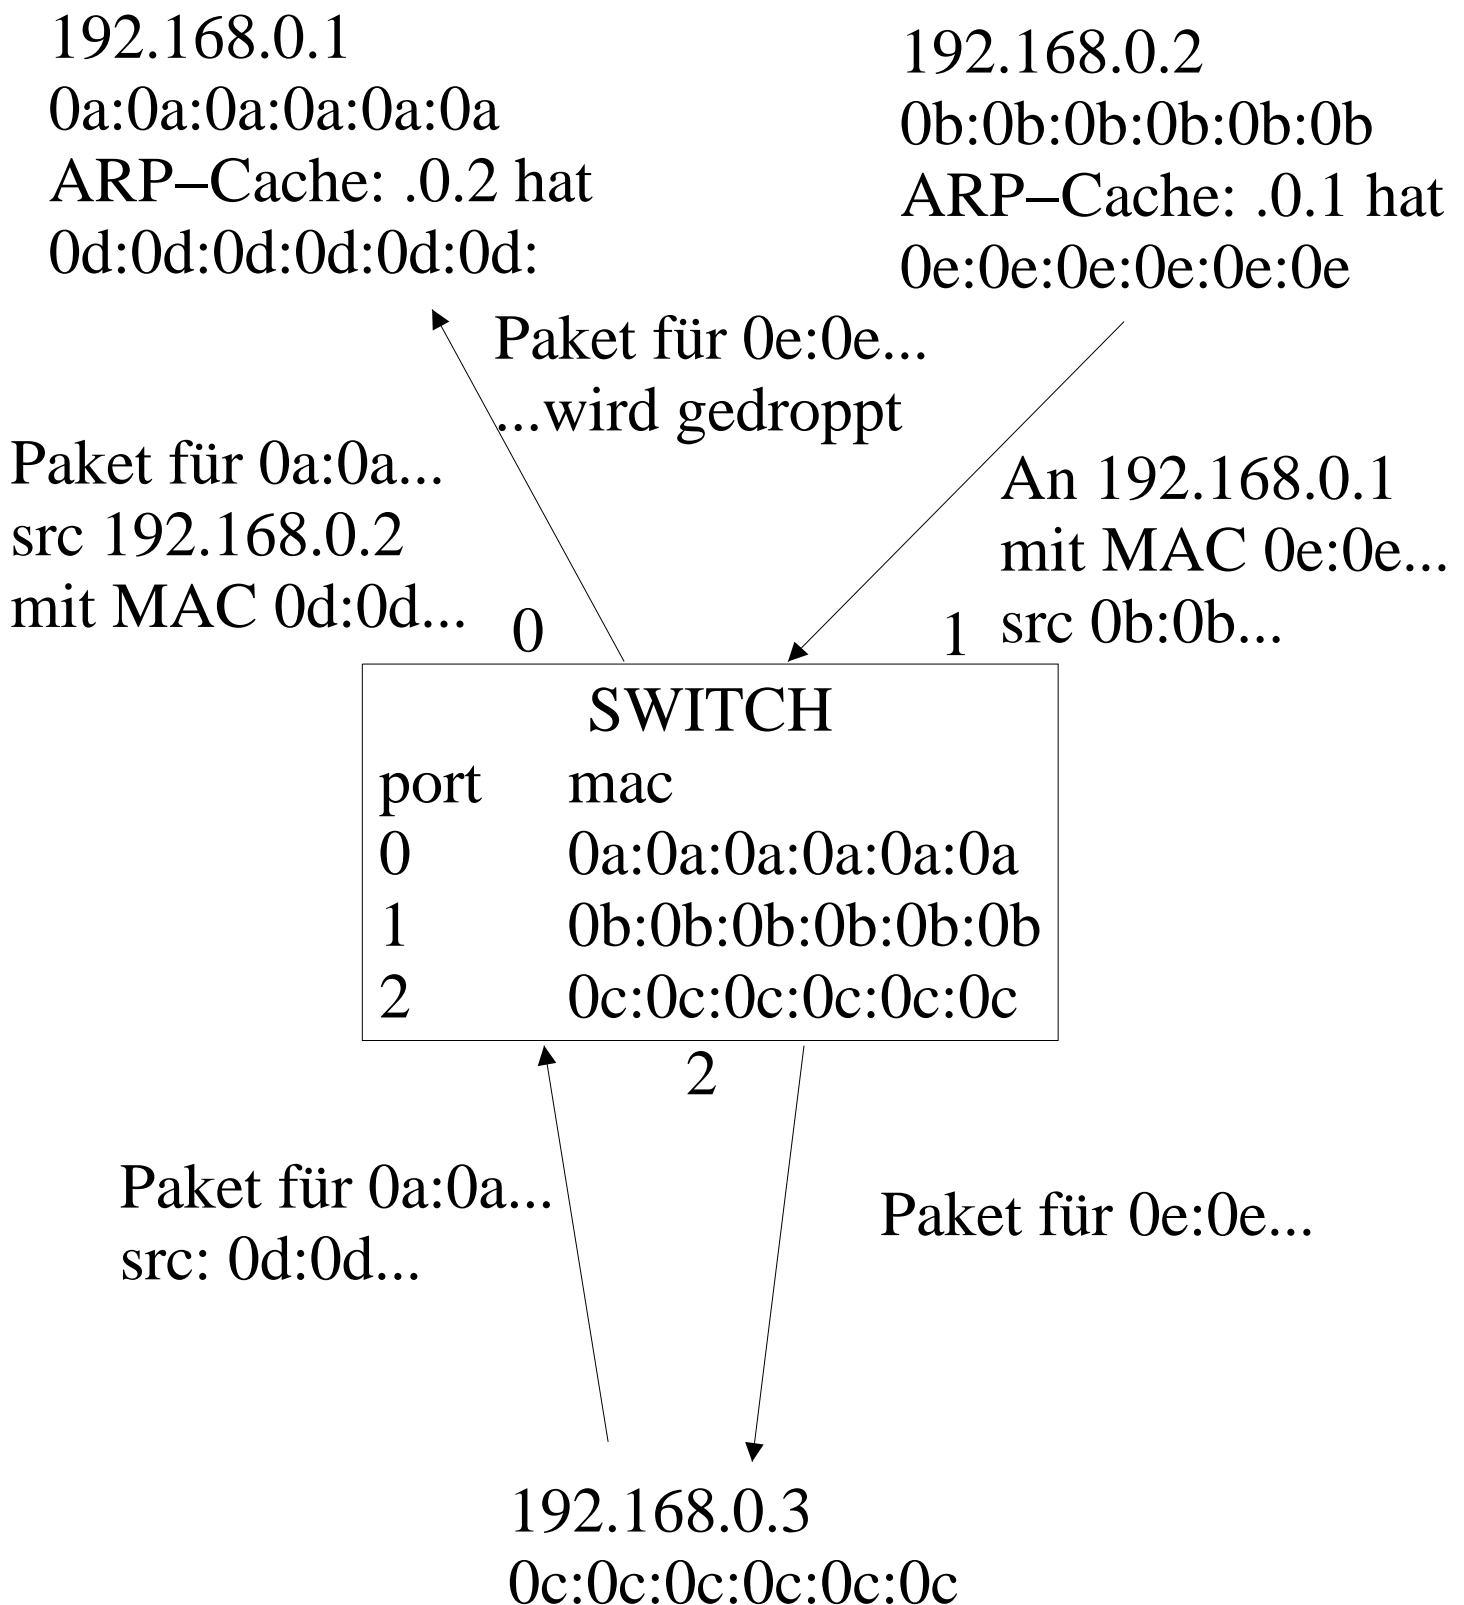 192.168.0.1
0a:0a:0a:0a:0a:0a
ARP–Cache: .0.2 hat
0d:0d:0d:0d:0d:0d:
192.168.0.2
0b:0b:0b:0b:0b:0b
ARP–Cache: .0.1 hat
0e:0e:0e:0e:0e:0e
Paket für 0e:0e...
...wird gedroppt
Paket für 0a:0a...
src 192.168.0.2
mit MAC 0d:0d...
An 192.168.0.1
mit MAC 0e:0e...
src 0b:0b...
0
1
SWITCH
port mac
0 0a:0a:0a:0a:0a:0a
1 0b:0b:0b:0b:0b:0b
2 0c:0c:0c:0c:0c:0c
2
Paket für 0a:0a...
src: 0d:0d...
Paket für 0e:0e...
192.168.0.3
0c:0c:0c:0c:0c:0c